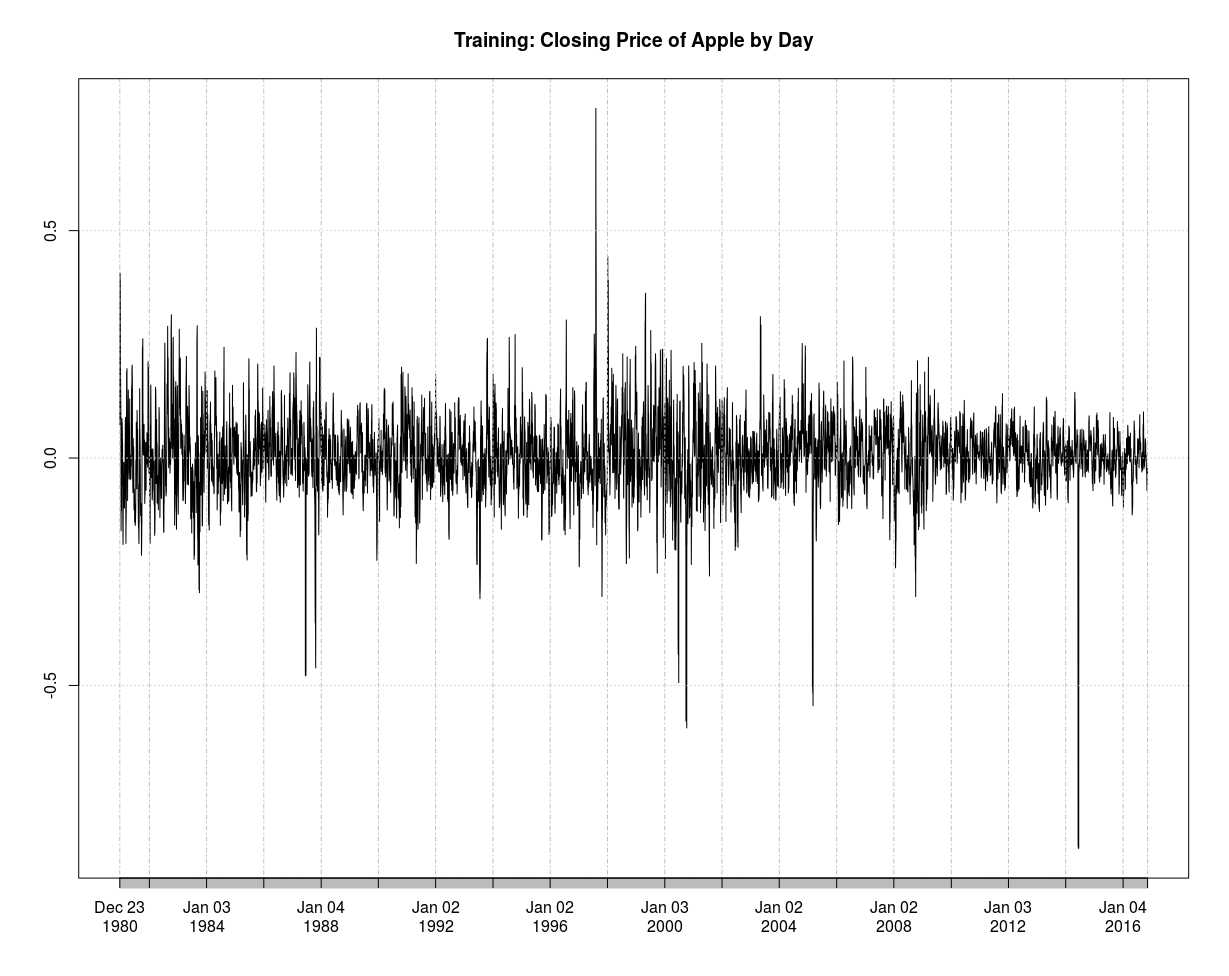 Training: Closing Price of Apple by Day
0.5
0.0
-0.5
Dec 23 Jan 03 Jan 04 Jan 02 Jan 02 Jan 03 Jan 02 Jan 02 Jan 03 Jan 04
1980 1984 1988 1992 1996 2000 2004 2008 2012 2016